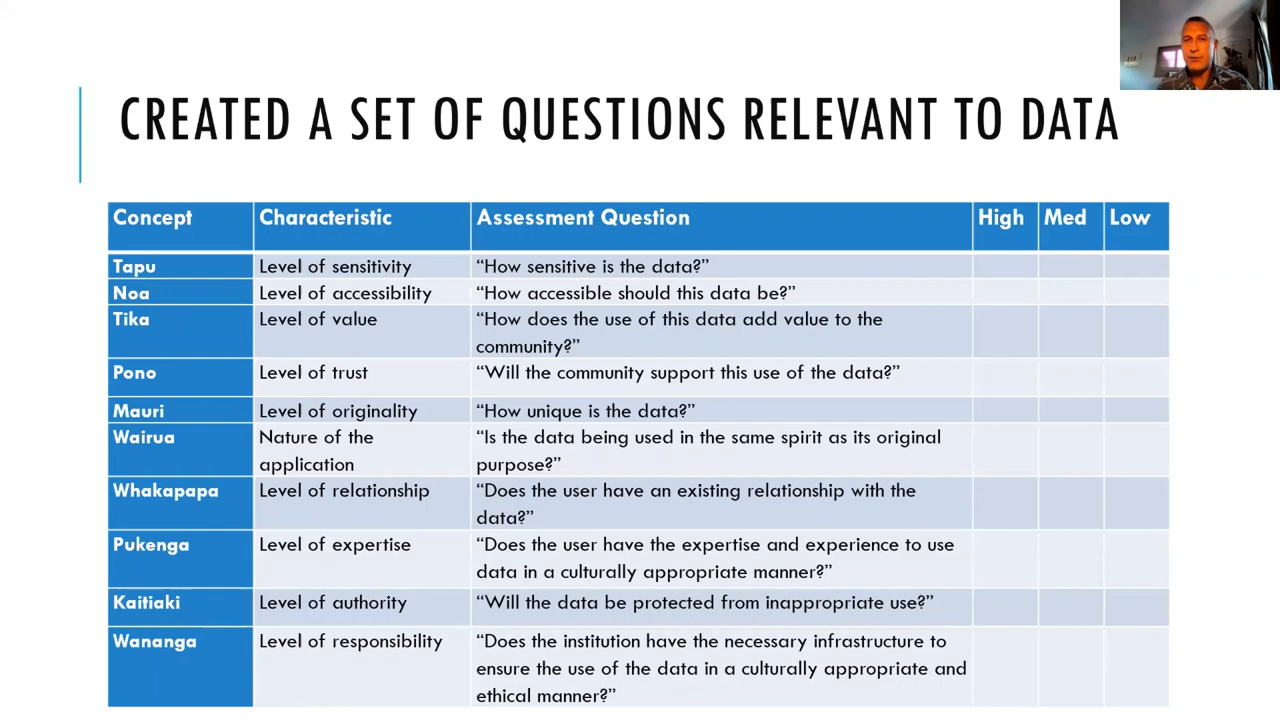 CREATED A SET OF QUESTIONS RELEVANT TO DATA
Concept Characteristic Assessment Question High Med Low
Tapu Level of sensitivity “How sensitive is the data?”
Noa Level of accessibility “How accessible should this data be?”
Tika Level of value “How does the use of this data add value to the
community?”
Pono Level of trust “Will the community support this use of the data?”
Mauri Level of originality “How unique is the data?”
Wairua Nature of the “Is the data being used in the same spirit as its original
application purpose?”
Whakapapa Level of relationship “Does the user have an existing relationship with the
data?”
Pukenga Level of expertise “Does the user have the expertise and experience to use
data in a culturally appropriate manner?”
Kaitiaki Level of authority “Will the data be protected from inappropriate use?”
Wananga Level of responsibility “Does the institution have the necessary infrastructure to
ensure the use of the data in a culturally appropriate and
ethical manner?”